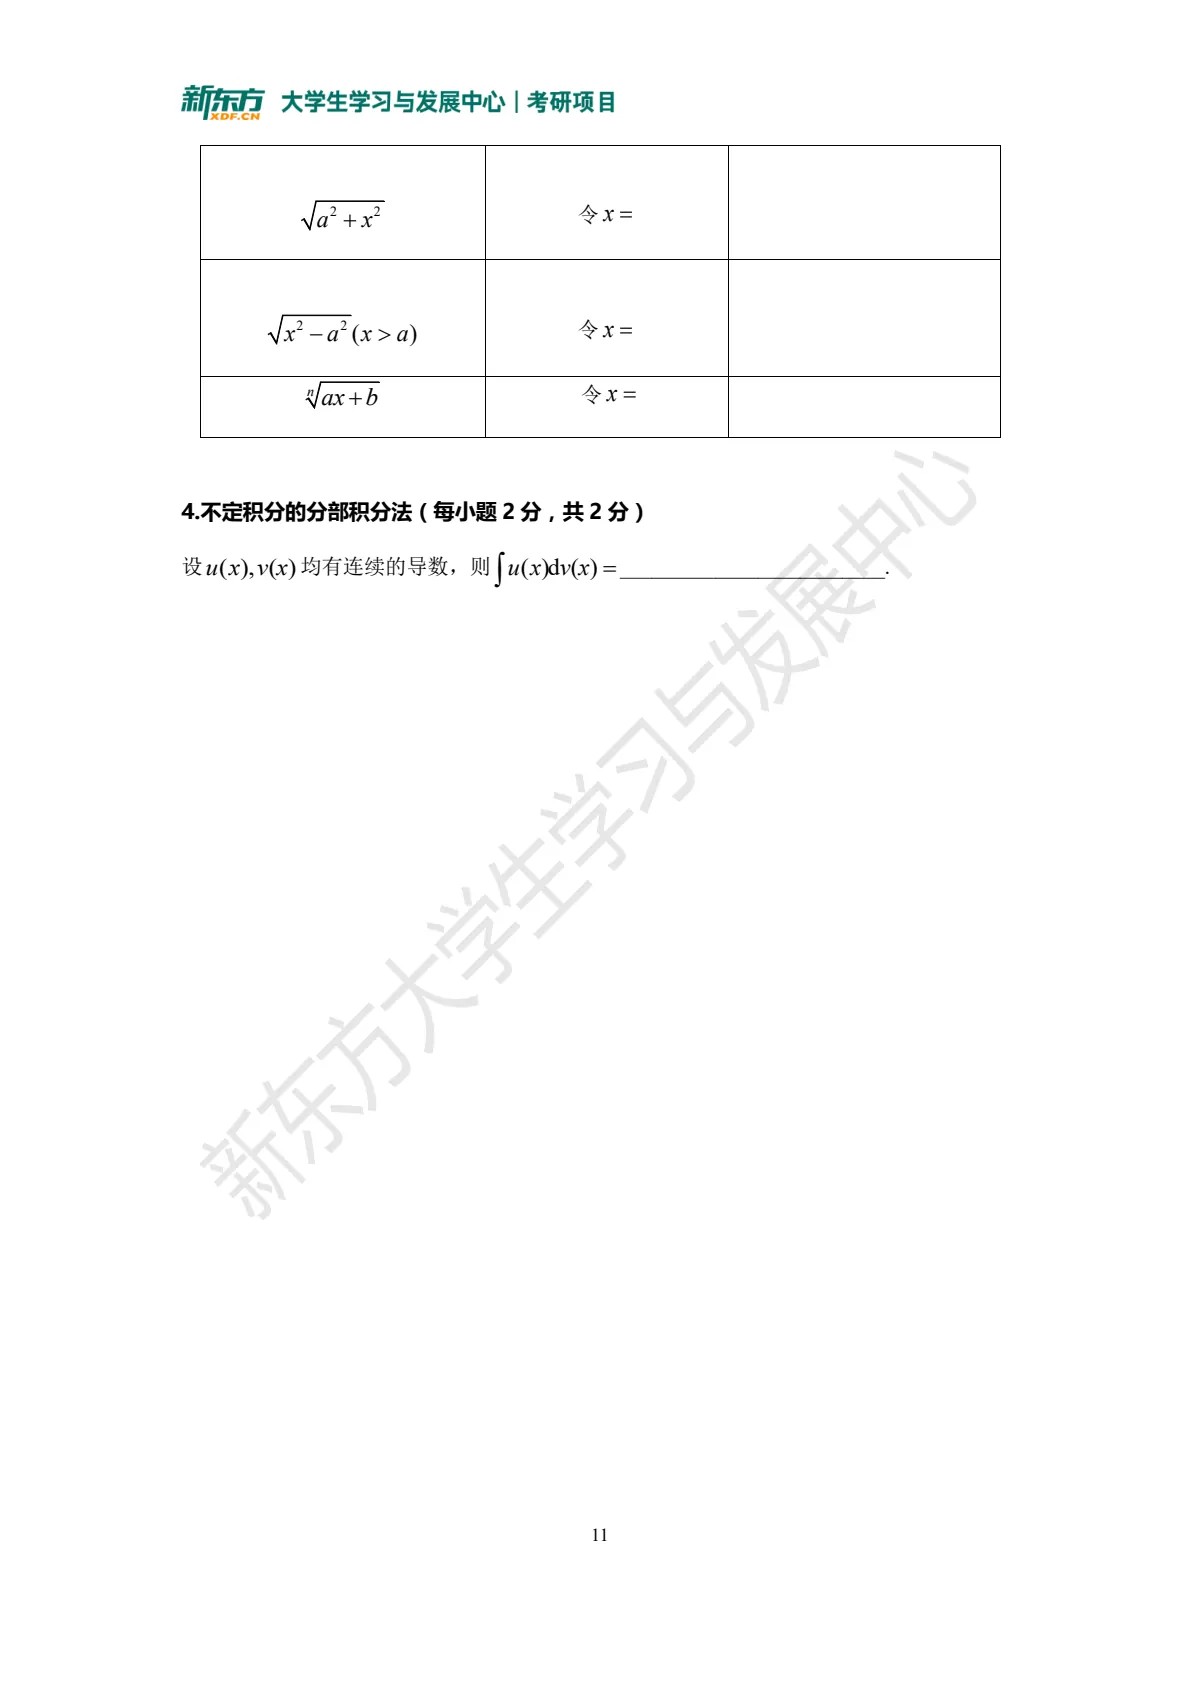 新东方 XDF.CN 大学生学习与发展中心 | 考研项目
√(a² + x²) 令 x =
√(x² − a²) (x > a) 令 x =
ⁿ√(ax + b) 令 x =
4.不定积分的分部积分法（每小题 2 分，共 2 分）
设 u(x), v(x) 均有连续的导数，则 ∫u(x)dv(x) = ________________________.
新东方大学生学习与发展中心
11